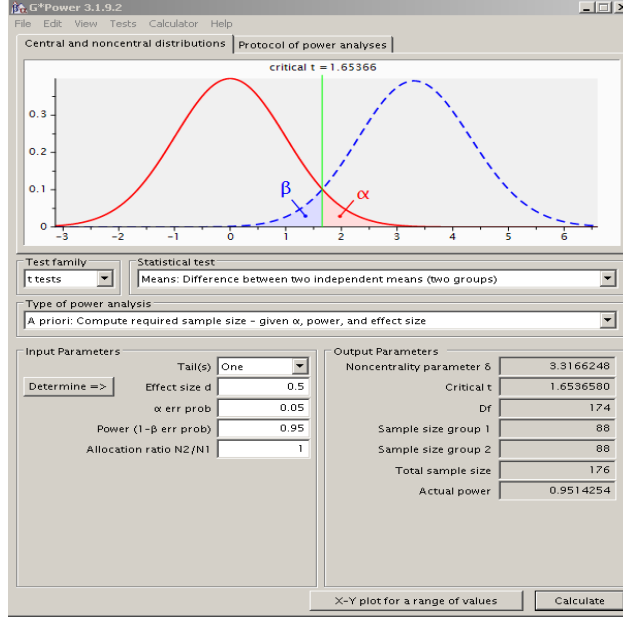 G*Power 3.1.9.2
File Edit View Tests Calculator Help
Central and noncentral distributions Protocol of power analyses
critical t = 1.65366
0.3
0.2
0.1
0
β
α
-3 -2 -1 0 1 2 3 4 5 6
Test family Statistical test
t tests Means: Difference between two independent means (two groups)
Type of power analysis
A priori: Compute required sample size - given α, power, and effect size
Input Parameters Output Parameters
Tail(s) One Noncentrality parameter δ 3.3166248
Determine => Effect size d 0.5 Critical t 1.6536580
α err prob 0.05 Df 174
Power (1-β err prob) 0.95 Sample size group 1 88
Allocation ratio N2/N1 1 Sample size group 2 88
Total sample size 176
Actual power 0.9514254
X-Y plot for a range of values Calculate